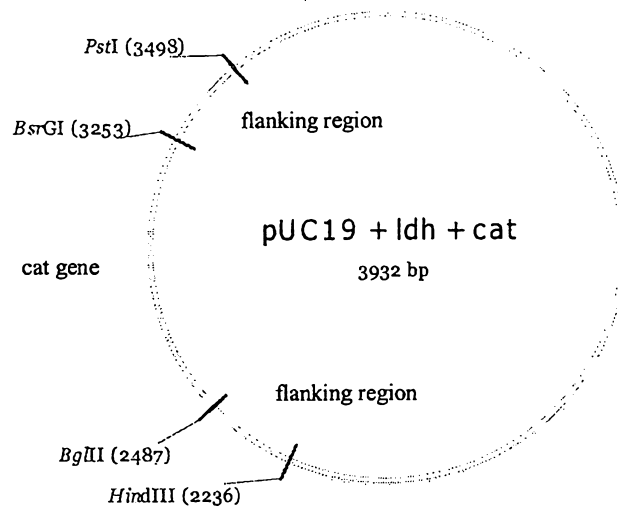 PstI (3498)
BsrGI (3253)
flanking region
pUC19 + ldh + cat
3932 bp
cat gene
flanking region
BglII (2487)
HindIII (2236)